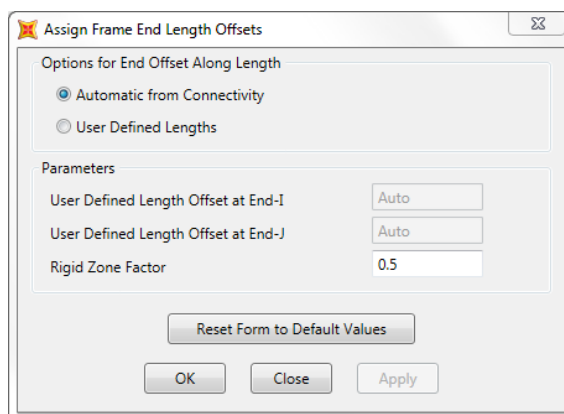 Assign Frame End Length Offsets
Options for End Offset Along Length
Automatic from Connectivity
User Defined Lengths
Parameters
User Defined Length Offset at End-I Auto
User Defined Length Offset at End-J Auto
Rigid Zone Factor 0.5
Reset Form to Default Values
OK Close Apply